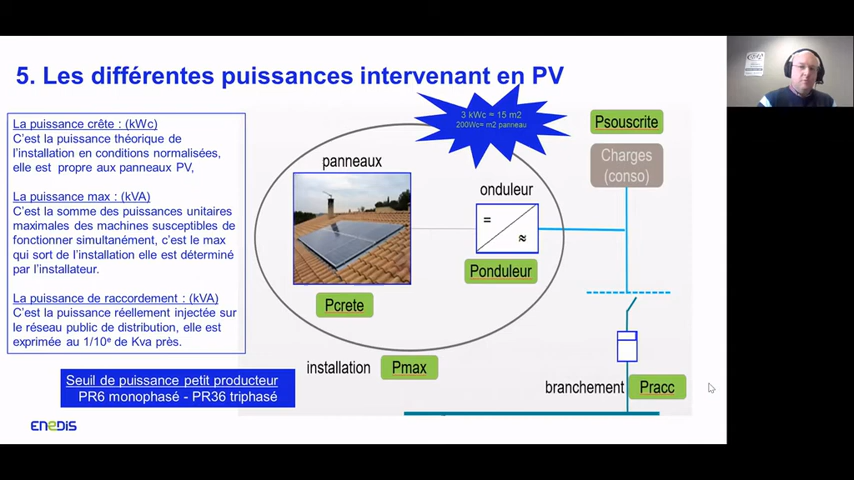 5. Les différentes puissances intervenant en PV
La puissance crête : (kWc)
C'est la puissance théorique de
l'installation en conditions normalisées,
elle est propre aux panneaux PV,
La puissance max : (kVA)
C'est la somme des puissances unitaires
maximales des machines susceptibles de
fonctionner simultanément, c'est le max
qui sort de l'installation elle est déterminé
par l'installateur.
La puissance de raccordement : (kVA)
C'est la puissance réellement injectée sur
le réseau public de distribution, elle est
exprimée au 1/10e de Kva près.
Seuil de puissance petit producteur
PR6 monophasé - PR36 triphasé
3 kWc = 15 m2
200Wc= m2 panneau
panneaux
Pcrete
onduleur
=
≈
Ponduleur
installation
Pmax
Psouscrite
Charges
(conso)
branchement
Pracc
ENEDIS